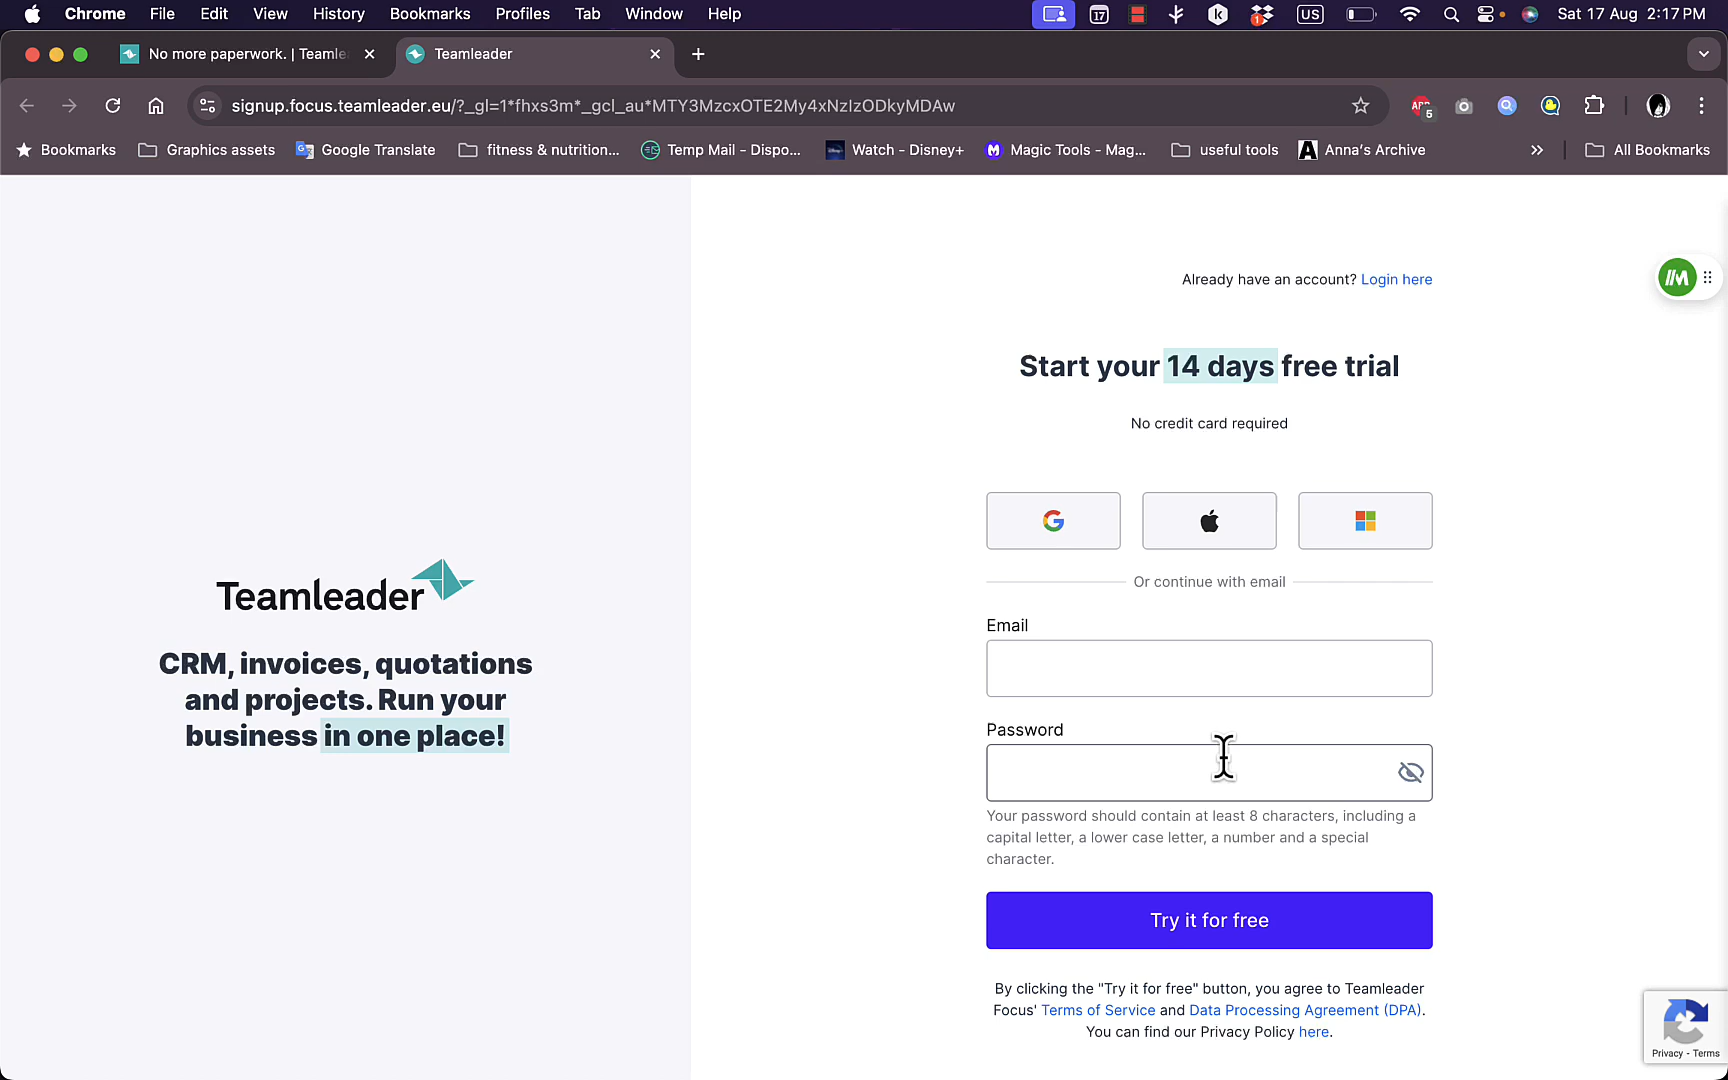 Chrome File Edit View History Bookmarks Profiles Tab Window Help 17 US Sat 17 Aug 2:17 PM
No more paperwork. | Teamle
Teamleader
signup.focus.teamleader.eu/?_gl=1*fhxs3m*_gcl_au*MTY3MzcxOTE2My4xNzIzODkyMDAw
ABP 5
Bookmarks Graphics assets Google Translate fitness & nutrition... Temp Mail - Dispo... Watch - Disney+ Magic Tools - Mag... useful tools Anna's Archive » All Bookmarks
Already have an account? Login here
Start your 14 days free trial
No credit card required
Or continue with email
Email
Password
Your password should contain at least 8 characters, including a
capital letter, a lower case letter, a number and a special
character.
Try it for free
By clicking the "Try it for free" button, you agree to Teamleader
Focus' Terms of Service and Data Processing Agreement (DPA).
You can find our Privacy Policy here.
Teamleader
CRM, invoices, quotations
and projects. Run your
business in one place!
Privacy - Terms